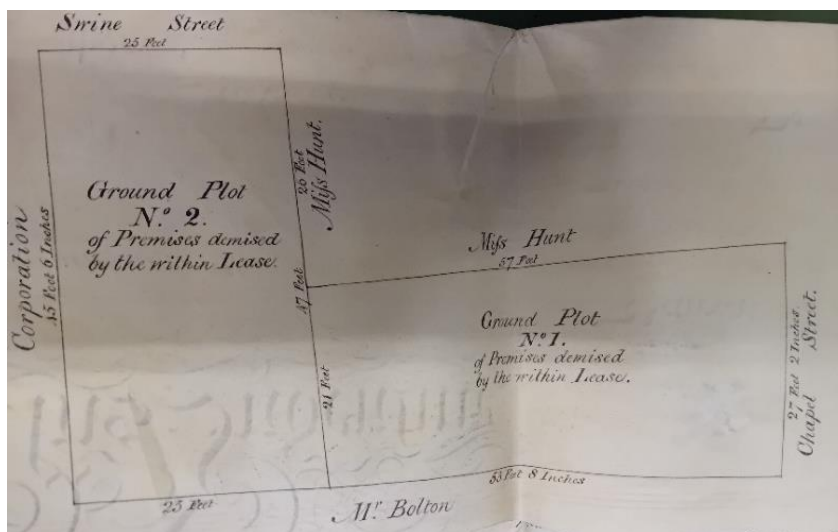 Swine Street
25 Feet
Corporation
45 Feet 6 Inches
Ground Plot
No. 2.
of Premises demised
by the within Lease.
26 Feet
Miſs Hunt.
47 Feet
21 Feet
25 Feet
Miſs Hunt
57 Feet
Ground Plot
No. 1.
of Premises demised
by the within Lease.
27 Feet 2 Inches
Chapel Street.
53 Feet 8 Inches
Mr. Bolton